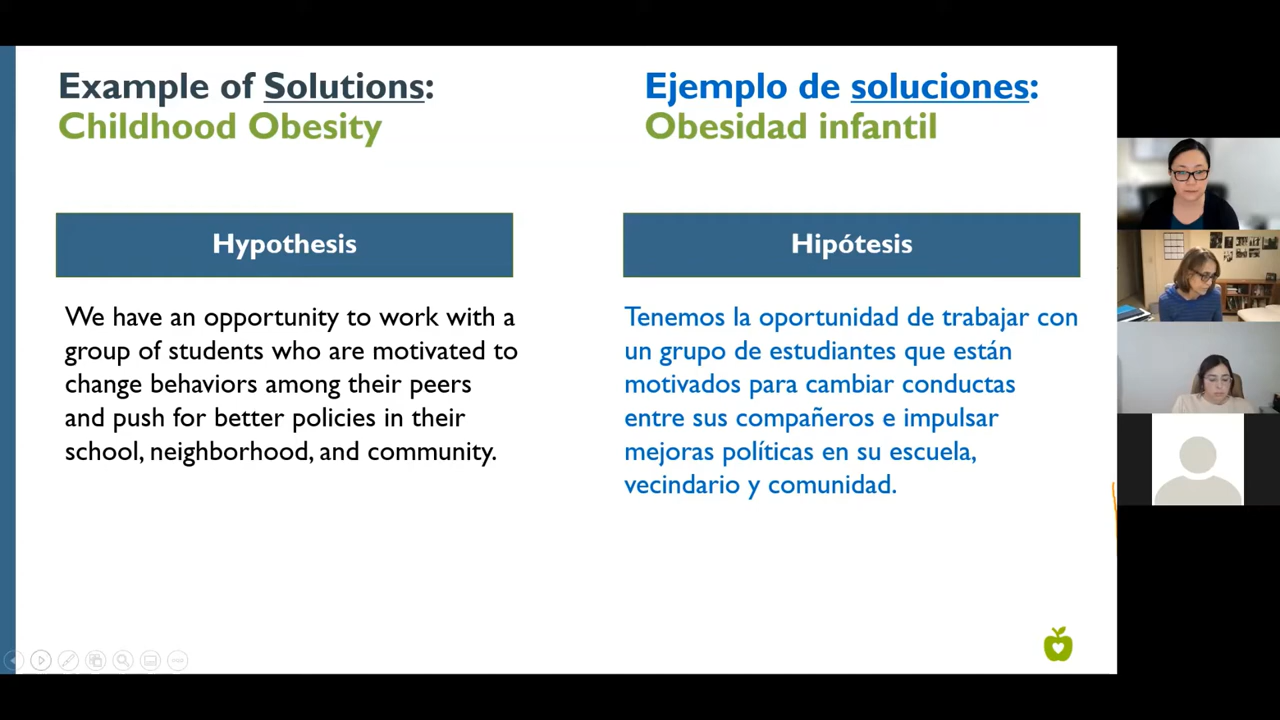 Example of Solutions:
Childhood Obesity
Hypothesis
We have an opportunity to work with a
group of students who are motivated to
change behaviors among their peers
and push for better policies in their
school, neighborhood, and community.
Ejemplo de soluciones:
Obesidad infantil
Hipótesis
Tenemos la oportunidad de trabajar con
un grupo de estudiantes que están
motivados para cambiar conductas
entre sus compañeros e impulsar
mejoras políticas en su escuela,
vecindario y comunidad.